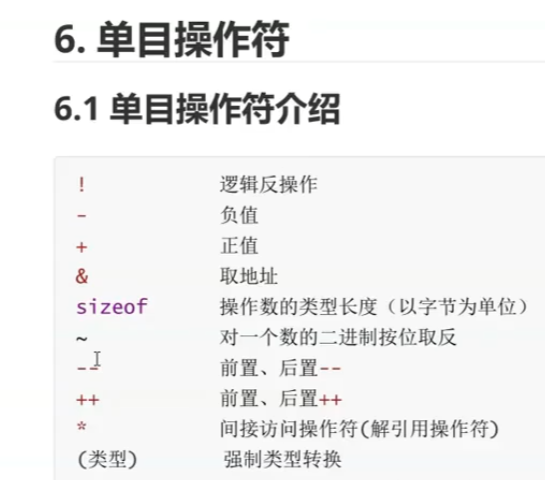 6. 单目操作符
6.1 单目操作符介绍
! 逻辑反操作
- 负值
+ 正值
& 取地址
sizeof 操作数的类型长度（以字节为单位）
~ 对一个数的二进制按位取反
-- 前置、后置--
++ 前置、后置++
* 间接访问操作符(解引用操作符)
(类型) 强制类型转换